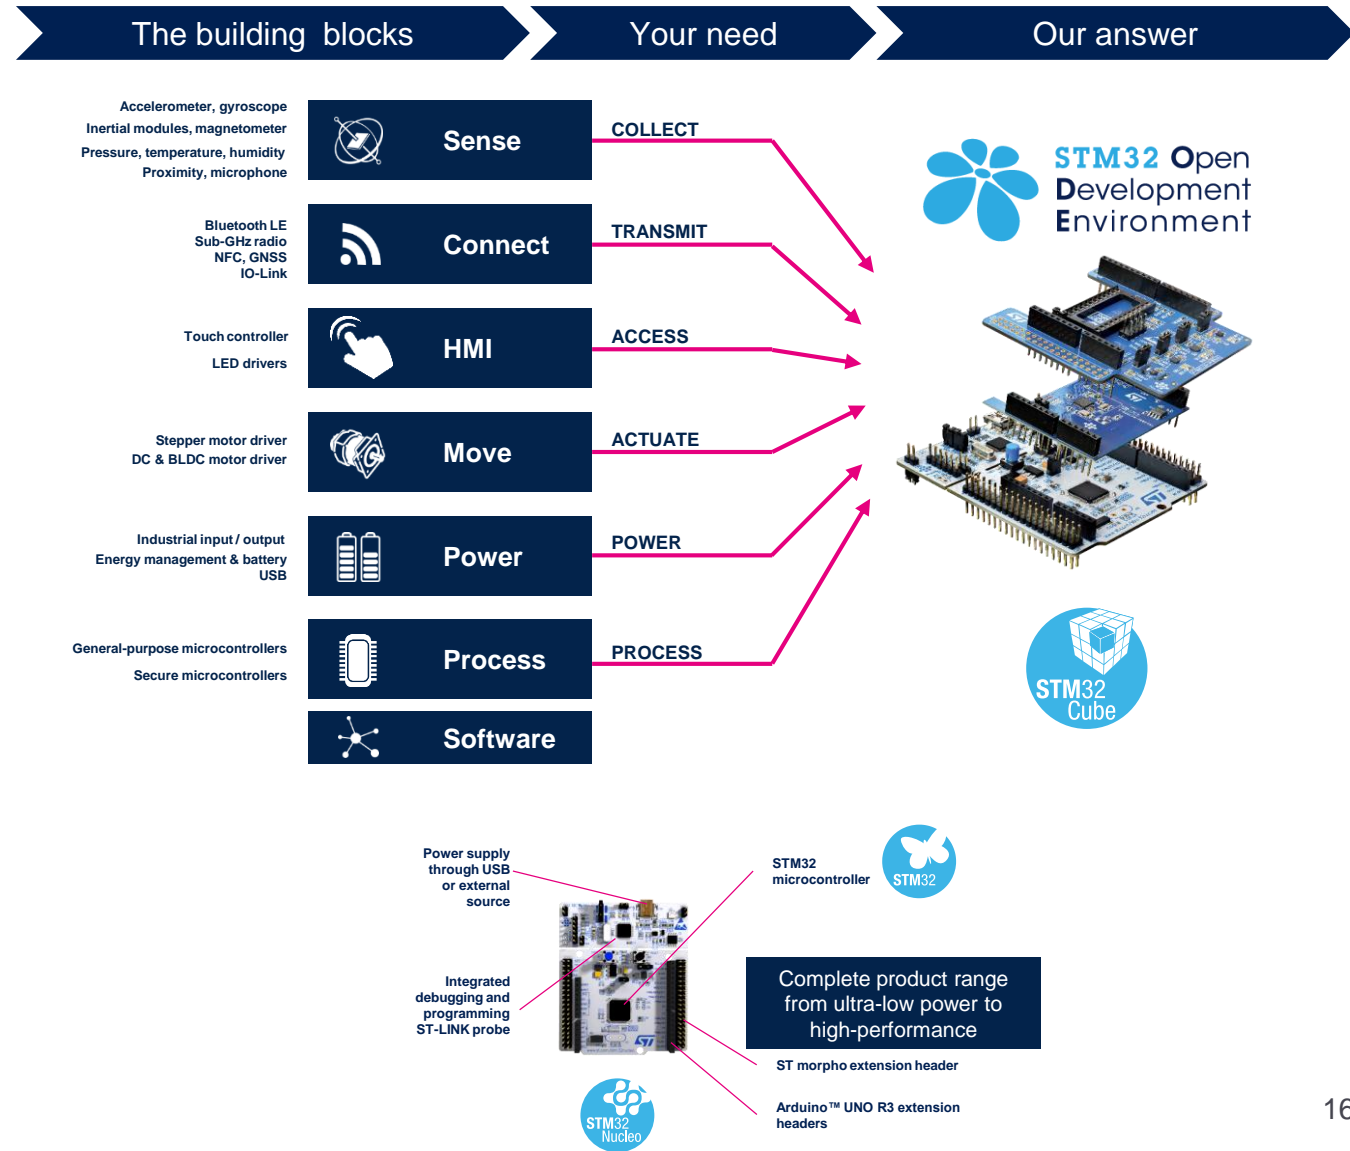 The building blocks
Your need
Our answer
Accelerometer, gyroscope
Inertial modules, magnetometer
Pressure, temperature, humidity
Proximity, microphone
Sense
COLLECT
Bluetooth LE
Sub-GHz radio
NFC, GNSS
IO-Link
Connect
TRANSMIT
Touch controller
LED drivers
HMI
ACCESS
Stepper motor driver
DC & BLDC motor driver
Move
ACTUATE
Industrial input / output
Energy management & battery
USB
Power
POWER
General-purpose microcontrollers
Secure microcontrollers
Process
PROCESS
Software
STM32 Open
Development
Environment
STM32
Cube
Power supply
through USB
or external
source
Integrated
debugging and
programming
ST-LINK probe
STM32
microcontroller
STM32
Complete product range
from ultra-low power to
high-performance
ST morpho extension header
Arduino™ UNO R3 extension
headers
STM32
Nucleo
16